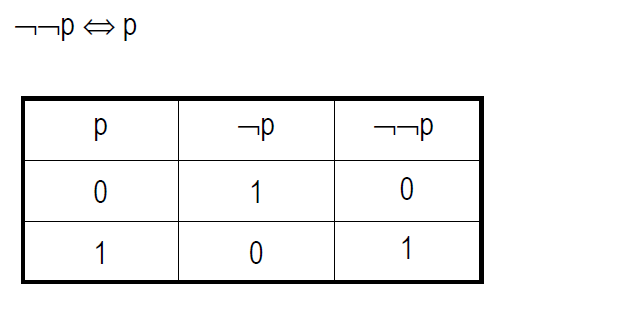 ¬¬p ⇔ p
p ¬p ¬¬p
0 1 0
1 0 1